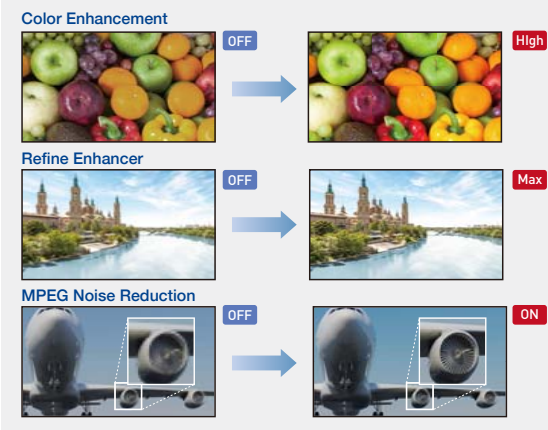 Color Enhancement
OFF
HIgh
Refine Enhancer
OFF
Max
MPEG Noise Reduction
OFF
ON